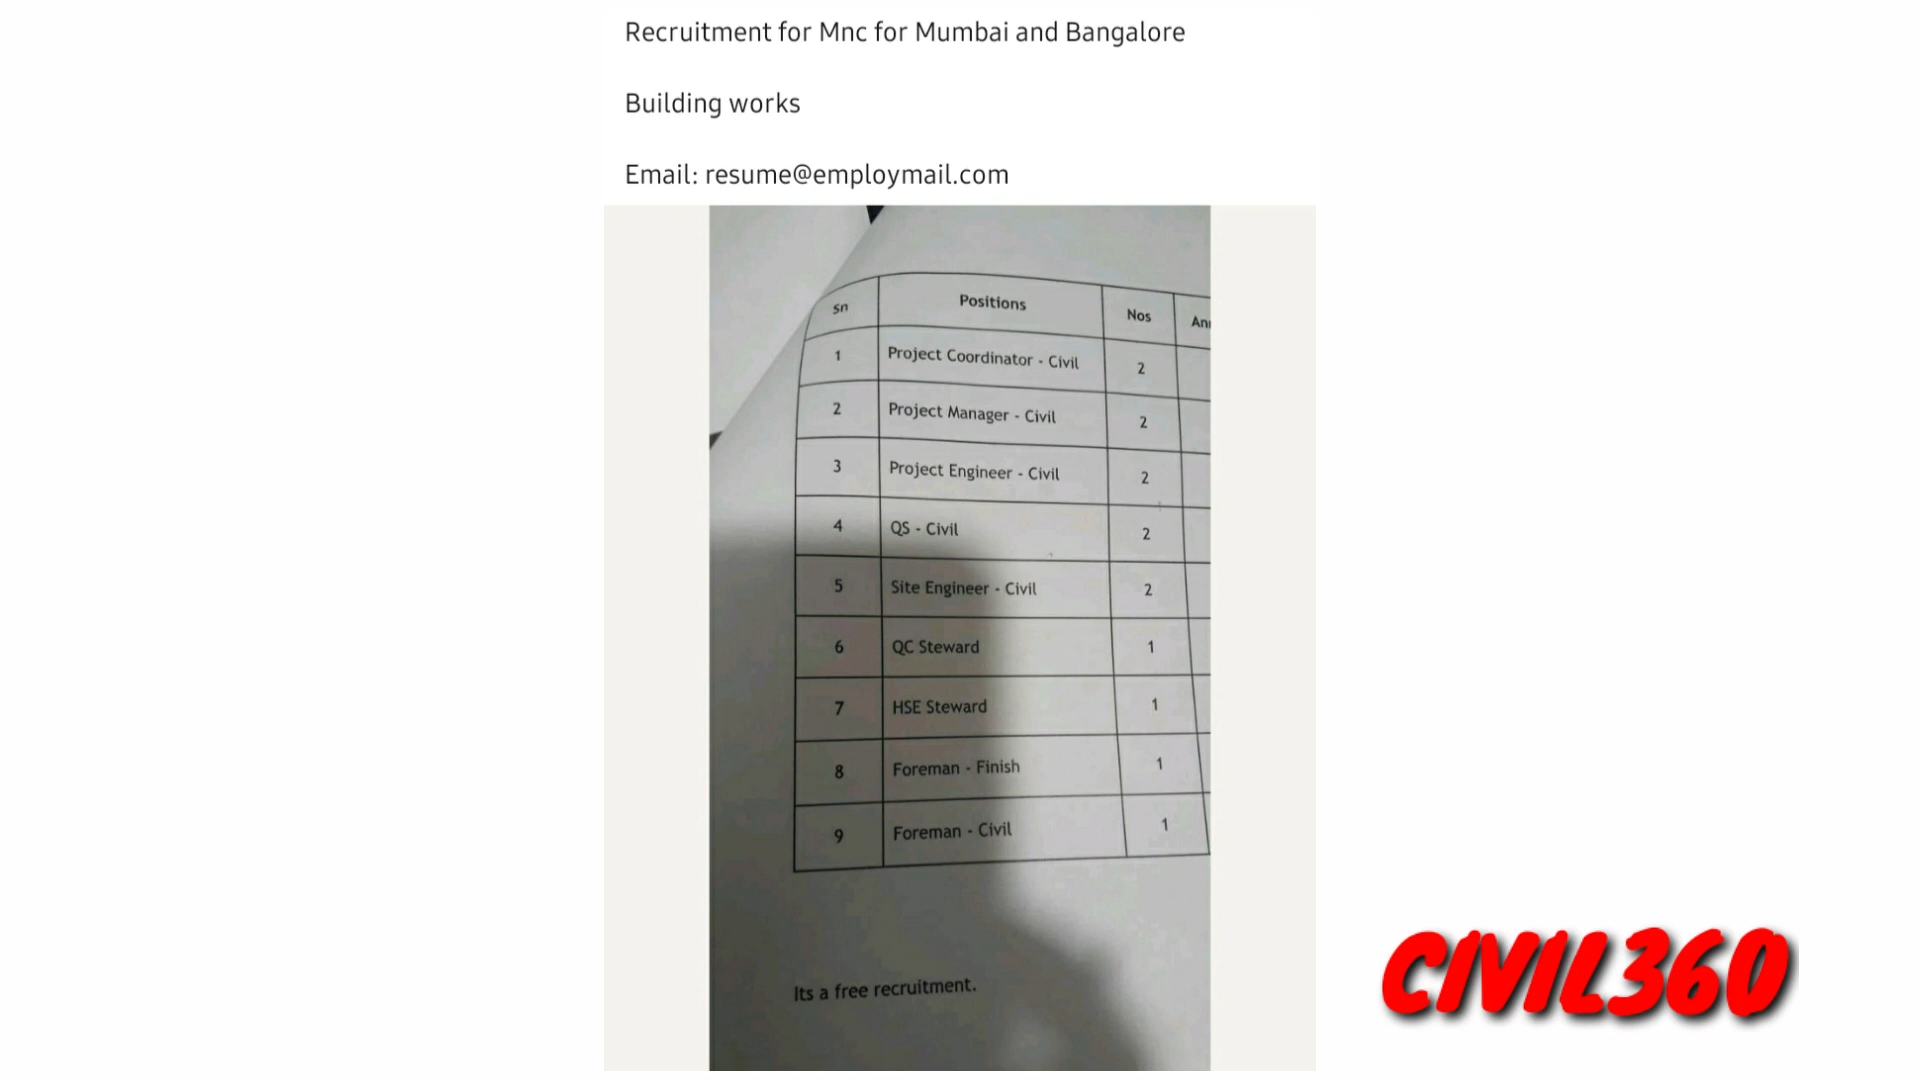 Recruitment for Mnc for Mumbai and Bangalore
Building works
Email: resume@employmail.com
Sn Positions Nos
1 Project Coordinator - Civil 2
2 Project Manager - Civil 2
3 Project Engineer - Civil 2
4 QS - Civil 2
5 Site Engineer - Civil 2
6 QC Steward 1
7 HSE Steward 1
8 Foreman - Finish 1
9 Foreman - Civil 1
Its a free recruitment.
CIVIL360